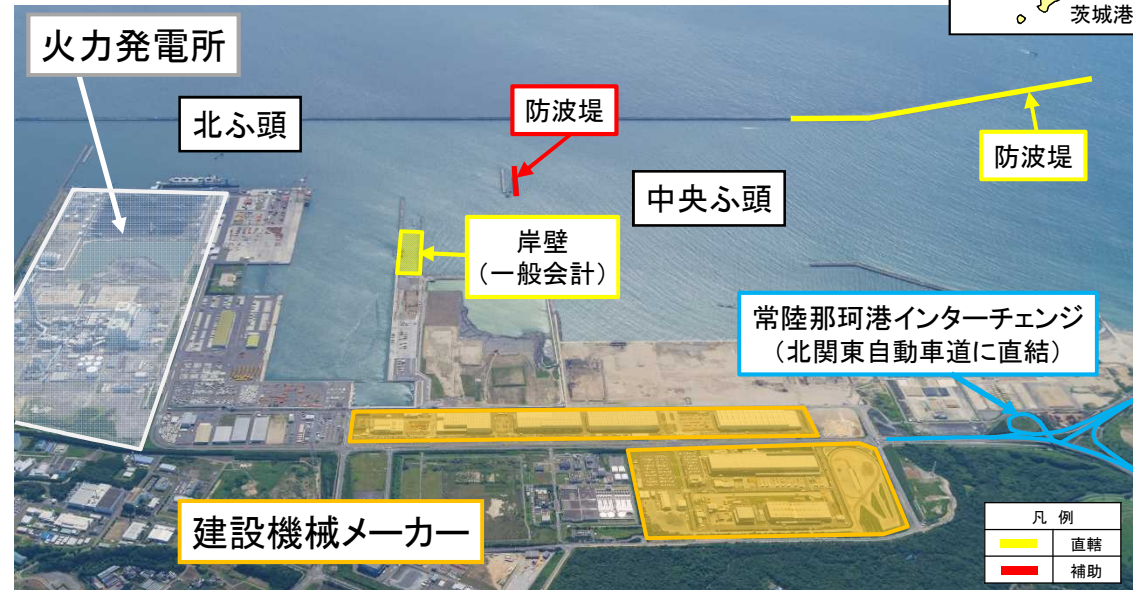 茨城港
火力発電所
北ふ頭
防波堤
防波堤
中央ふ頭
岸壁
（一般会計）
常陸那珂港インターチェンジ
（北関東自動車道に直結）
建設機械メーカー
凡 例
直轄
補助